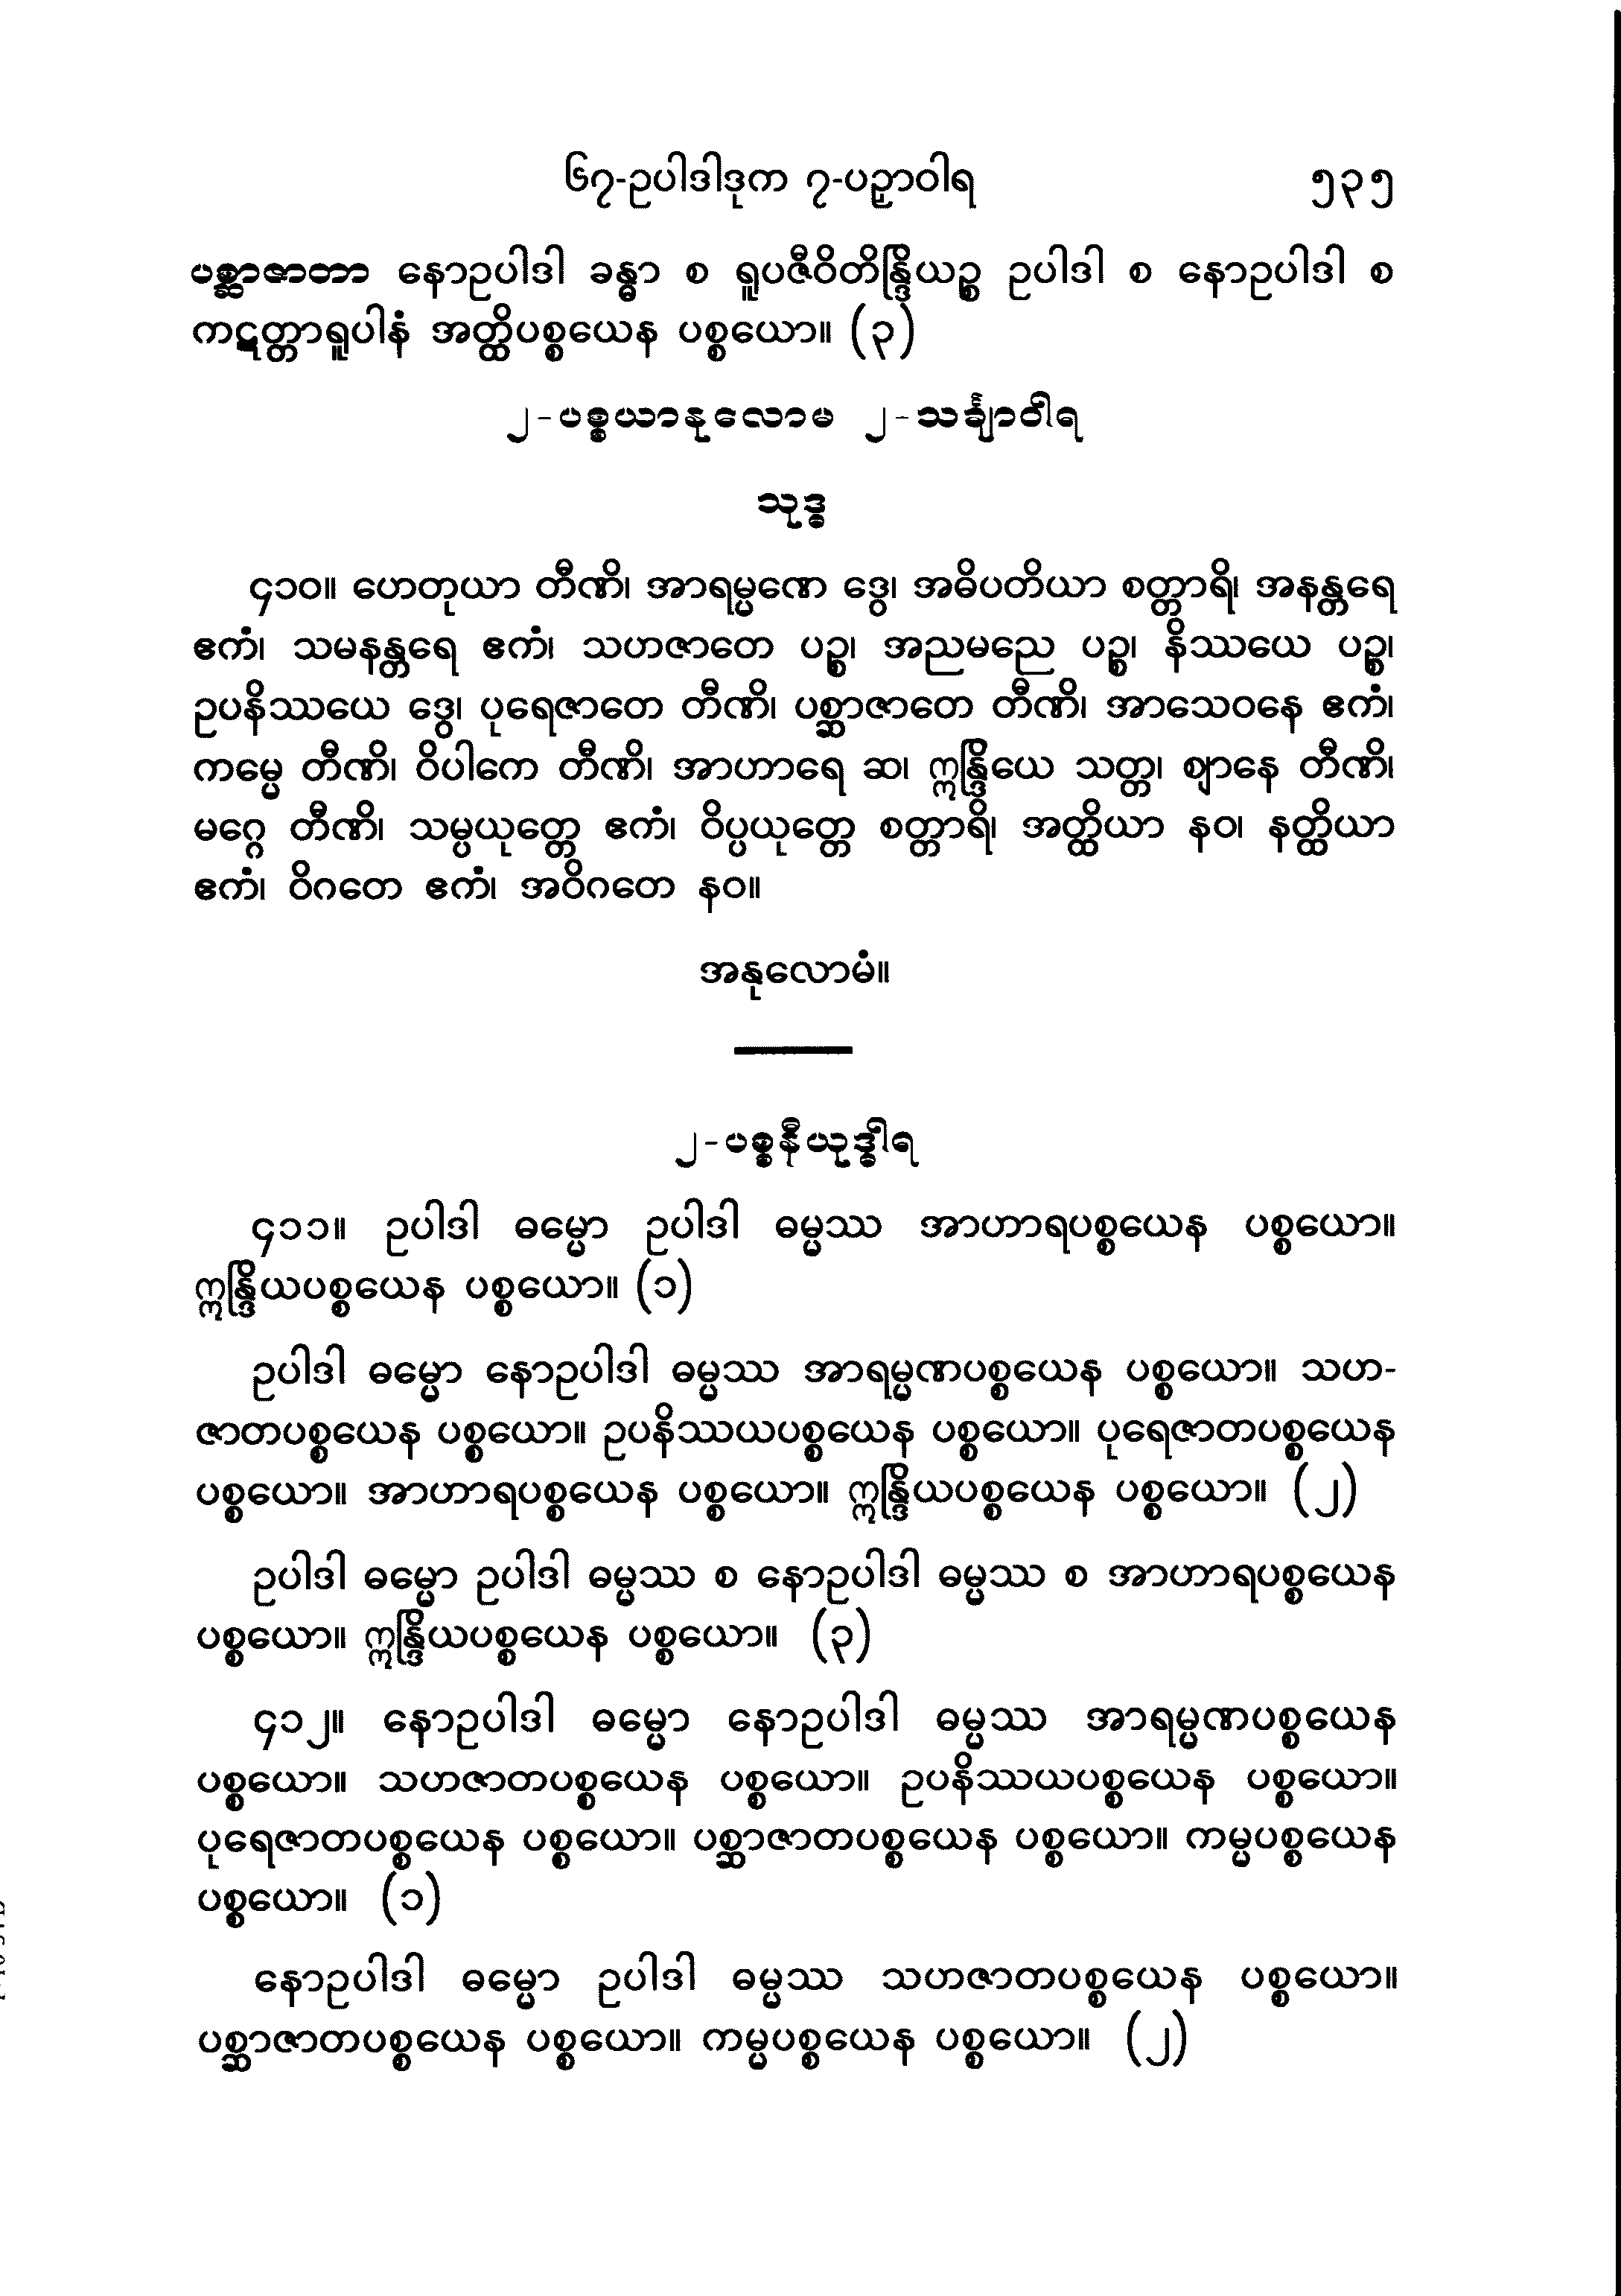 ၆၇-ဥပါဒါဒုက ၇-ပဉှာဝါရ ၅၃၅
ပစ္ဆာဇာတာ နောဥပါဒါ ခန္ဓာ စ ရူပဇီဝိတိန္ဒြိယဉ္စ ဥပါဒါ စ နောဥပါဒါ စ
ကဋတ္တာရူပါနံ အတ္ထိပစ္စယေန ပစ္စယော။ (၃)
၂-ပစ္စယာနုလောမ ၂-သင်္ချာဝါရ
သုဒ္ဓ
၄၁၀။ ဟေတုယာ တီဏိ၊ အာရမ္မဏေ ဒွေ၊ အဓိပတိယာ စတ္တာရိ၊ အနန္တရေ
ဧကံ၊ သမနန္တရေ ဧကံ၊ သဟဇာတေ ပဉ္စ၊ အညမညေ ပဉ္စ၊ နိဿယေ ပဉ္စ၊
ဥပနိဿယေ ဒွေ၊ ပုရေဇာတေ တီဏိ၊ ပစ္ဆာဇာတေ တီဏိ၊ အာသေဝနေ ဧကံ၊
ကမ္မေ တီဏိ၊ ဝိပါကေ တီဏိ၊ အာဟာရေ ဆ၊ ဣန္ဒြိယေ သတ္တ၊ ဈာနေ တီဏိ၊
မဂ္ဂေ တီဏိ၊ သမ္ပယုတ္တေ ဧကံ၊ ဝိပ္ပယုတ္တေ စတ္တာရိ၊ အတ္ထိယာ နဝ၊ နတ္ထိယာ
ဧကံ၊ ဝိဂတေ ဧကံ၊ အဝိဂတေ နဝ။
အနုလောမံ။
၂-ပစ္စနီယုဒ္ဓါရ
၄၁၁။ ဥပါဒါ ဓမ္မော ဥပါဒါ ဓမ္မဿ အာဟာရပစ္စယေန ပစ္စယော။
ဣန္ဒြိယပစ္စယေန ပစ္စယော။ (၁)
ဥပါဒါ ဓမ္မော နောဥပါဒါ ဓမ္မဿ အာရမ္မဏပစ္စယေန ပစ္စယော။ သဟ-
ဇာတပစ္စယေန ပစ္စယော။ ဥပနိဿယပစ္စယေန ပစ္စယော။ ပုရေဇာတပစ္စယေန
ပစ္စယော။ အာဟာရပစ္စယေန ပစ္စယော။ ဣန္ဒြိယပစ္စယေန ပစ္စယော။ (၂)
ဥပါဒါ ဓမ္မော ဥပါဒါ ဓမ္မဿ စ နောဥပါဒါ ဓမ္မဿ စ အာဟာရပစ္စယေန
ပစ္စယော။ ဣန္ဒြိယပစ္စယေန ပစ္စယော။ (၃)
၄၁၂။ နောဥပါဒါ ဓမ္မော နောဥပါဒါ ဓမ္မဿ အာရမ္မဏပစ္စယေန
ပစ္စယော။ သဟဇာတပစ္စယေန ပစ္စယော။ ဥပနိဿယပစ္စယေန ပစ္စယော။
ပုရေဇာတပစ္စယေန ပစ္စယော။ ပစ္ဆာဇာတပစ္စယေန ပစ္စယော။ ကမ္မပစ္စယေန
ပစ္စယော။ (၁)
နောဥပါဒါ ဓမ္မော ဥပါဒါ ဓမ္မဿ သဟဇာတပစ္စယေန ပစ္စယော။
ပစ္ဆာဇာတပစ္စယေန ပစ္စယော။ ကမ္မပစ္စယေန ပစ္စယော။ (၂)